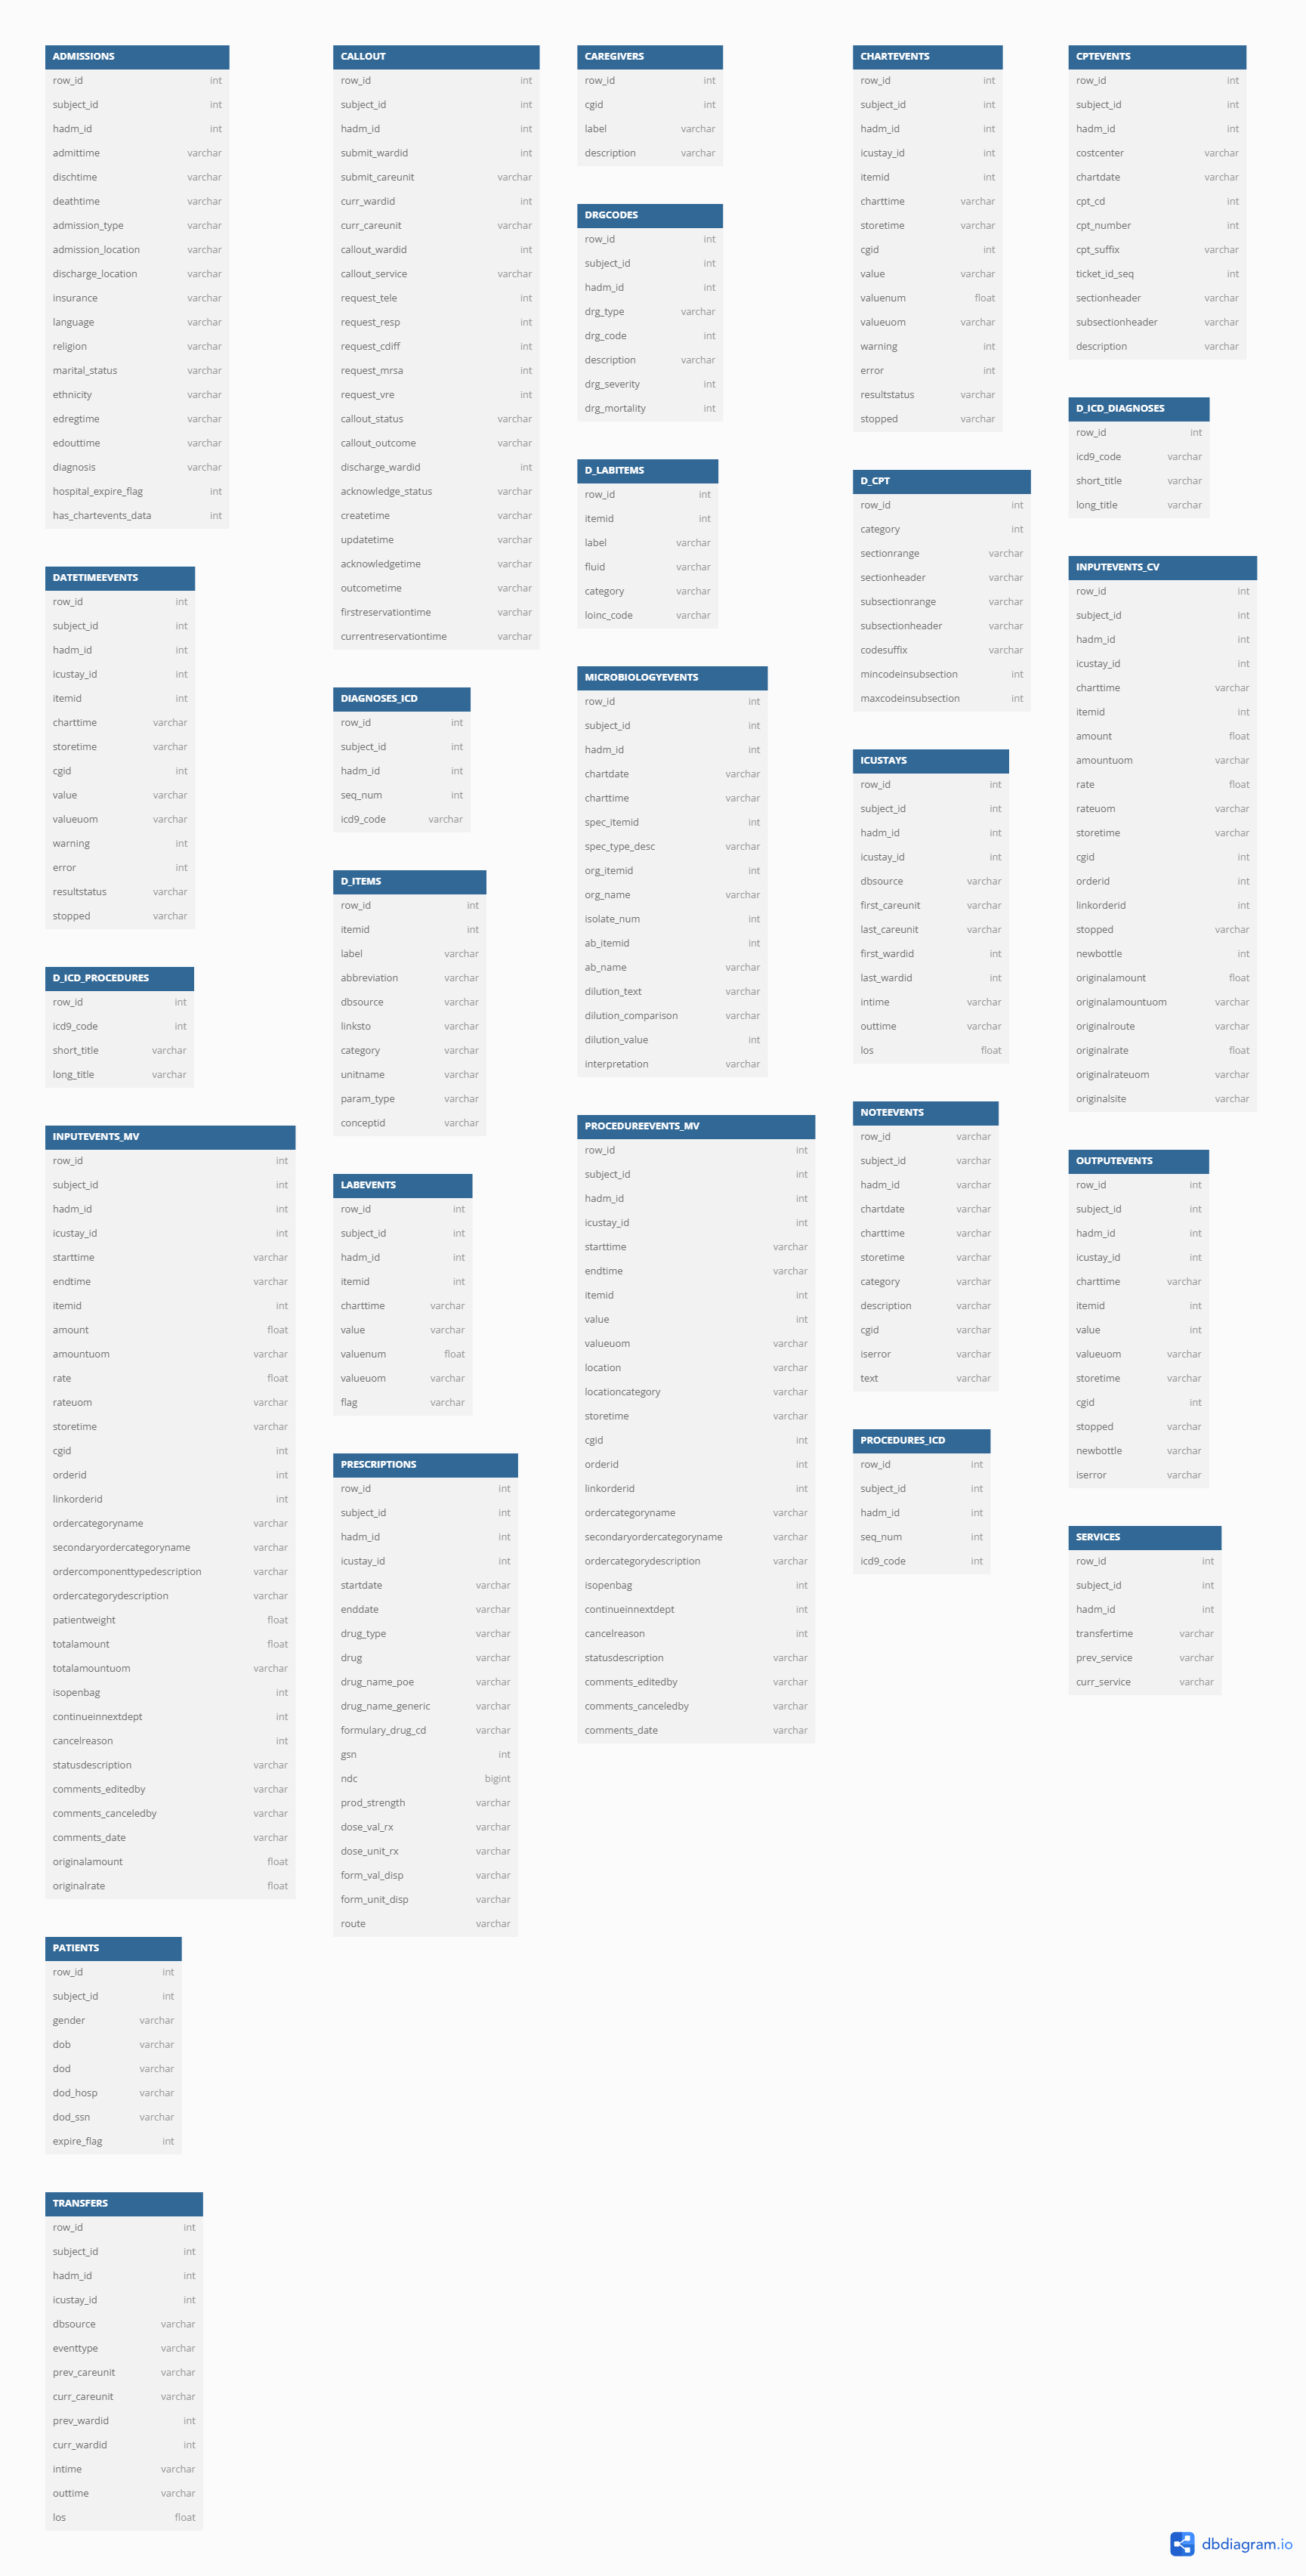 ADMISSIONS
row_id int
subject_id int
hadm_id int
admittime varchar
dischtime varchar
deathtime varchar
admission_type varchar
admission_location varchar
discharge_location varchar
insurance varchar
language varchar
religion varchar
marital_status varchar
ethnicity varchar
edregtime varchar
edouttime varchar
diagnosis varchar
hospital_expire_flag int
has_chartevents_data int
DATETIMEEVENTS
row_id int
subject_id int
hadm_id int
icustay_id int
itemid int
charttime varchar
storetime varchar
cgid int
value varchar
valueuom varchar
warning int
error int
resultstatus varchar
stopped varchar
D_ICD_PROCEDURES
row_id int
icd9_code int
short_title varchar
long_title varchar
INPUTEVENTS_MV
row_id int
subject_id int
hadm_id int
icustay_id int
starttime varchar
endtime varchar
itemid int
amount float
amountuom varchar
rate float
rateuom varchar
storetime varchar
cgid int
orderid int
linkorderid int
ordercategoryname varchar
secondaryordercategoryname varchar
ordercomponenttypedescription varchar
ordercategorydescription varchar
patientweight float
totalamount float
totalamountuom varchar
isopenbag int
continueinnextdept int
cancelreason int
statusdescription varchar
comments_editedby varchar
comments_canceledby varchar
comments_date varchar
originalamount float
originalrate float
PATIENTS
row_id int
subject_id int
gender varchar
dob varchar
dod varchar
dod_hosp varchar
dod_ssn varchar
expire_flag int
TRANSFERS
row_id int
subject_id int
hadm_id int
icustay_id int
dbsource varchar
eventtype varchar
prev_careunit varchar
curr_careunit varchar
prev_wardid int
curr_wardid int
intime varchar
outtime varchar
los float
CALLOUT
row_id int
subject_id int
hadm_id int
submit_wardid int
submit_careunit varchar
curr_wardid int
curr_careunit varchar
callout_wardid int
callout_service varchar
request_tele int
request_resp int
request_cdiff int
request_mrsa int
request_vre int
callout_status varchar
callout_outcome varchar
discharge_wardid int
acknowledge_status varchar
createtime varchar
updatetime varchar
acknowledgetime varchar
outcometime varchar
firstreservationtime varchar
currentreservationtime varchar
DIAGNOSES_ICD
row_id int
subject_id int
hadm_id int
seq_num int
icd9_code varchar
D_ITEMS
row_id int
itemid int
label varchar
abbreviation varchar
dbsource varchar
linksto varchar
category varchar
unitname varchar
param_type varchar
conceptid varchar
LABEVENTS
row_id int
subject_id int
hadm_id int
itemid int
charttime varchar
value varchar
valuenum float
valueuom varchar
flag varchar
PRESCRIPTIONS
row_id int
subject_id int
hadm_id int
icustay_id int
startdate varchar
enddate varchar
drug_type varchar
drug varchar
drug_name_poe varchar
drug_name_generic varchar
formulary_drug_cd varchar
gsn int
ndc bigint
prod_strength varchar
dose_val_rx varchar
dose_unit_rx varchar
form_val_disp varchar
form_unit_disp varchar
route varchar
CAREGIVERS
row_id int
cgid int
label varchar
description varchar
DRGCODES
row_id int
subject_id int
hadm_id int
drg_type varchar
drg_code int
description varchar
drg_severity int
drg_mortality int
D_LABITEMS
row_id int
itemid int
label varchar
fluid varchar
category varchar
loinc_code varchar
MICROBIOLOGYEVENTS
row_id int
subject_id int
hadm_id int
chartdate varchar
charttime varchar
spec_itemid int
spec_type_desc varchar
org_itemid int
org_name varchar
isolate_num int
ab_itemid int
ab_name varchar
dilution_text varchar
dilution_comparison varchar
dilution_value int
interpretation varchar
PROCEDUREEVENTS_MV
row_id int
subject_id int
hadm_id int
icustay_id int
starttime varchar
endtime varchar
itemid int
value int
valueuom varchar
location varchar
locationcategory varchar
storetime varchar
cgid int
orderid int
linkorderid int
ordercategoryname varchar
secondaryordercategoryname varchar
ordercategorydescription varchar
isopenbag int
continueinnextdept int
cancelreason int
statusdescription varchar
comments_editedby varchar
comments_canceledby varchar
comments_date varchar
CHARTEVENTS
row_id int
subject_id int
hadm_id int
icustay_id int
itemid int
charttime varchar
storetime varchar
cgid int
value varchar
valuenum float
valueuom varchar
warning int
error int
resultstatus varchar
stopped varchar
D_CPT
row_id int
category int
sectionrange varchar
sectionheader varchar
subsectionrange varchar
subsectionheader varchar
codesuffix varchar
mincodeinsubsection int
maxcodeinsubsection int
ICUSTAYS
row_id int
subject_id int
hadm_id int
icustay_id int
dbsource varchar
first_careunit varchar
last_careunit varchar
first_wardid int
last_wardid int
intime varchar
outtime varchar
los float
NOTEEVENTS
row_id varchar
subject_id varchar
hadm_id varchar
chartdate varchar
charttime varchar
storetime varchar
category varchar
description varchar
cgid varchar
iserror varchar
text varchar
PROCEDURES_ICD
row_id int
subject_id int
hadm_id int
seq_num int
icd9_code int
CPTEVENTS
row_id int
subject_id int
hadm_id int
costcenter varchar
chartdate varchar
cpt_cd int
cpt_number int
cpt_suffix varchar
ticket_id_seq int
sectionheader varchar
subsectionheader varchar
description varchar
D_ICD_DIAGNOSES
row_id int
icd9_code varchar
short_title varchar
long_title varchar
INPUTEVENTS_CV
row_id int
subject_id int
hadm_id int
icustay_id int
charttime varchar
itemid int
amount float
amountuom varchar
rate float
rateuom varchar
storetime varchar
cgid int
orderid int
linkorderid int
stopped varchar
newbottle int
originalamount float
originalamountuom varchar
originalroute varchar
originalrate float
originalrateuom varchar
originalsite varchar
OUTPUTEVENTS
row_id int
subject_id int
hadm_id int
icustay_id int
charttime varchar
itemid int
value int
valueuom varchar
storetime varchar
cgid int
stopped varchar
newbottle varchar
iserror varchar
SERVICES
row_id int
subject_id int
hadm_id int
transfertime varchar
prev_service varchar
curr_service varchar
dbdiagram.io